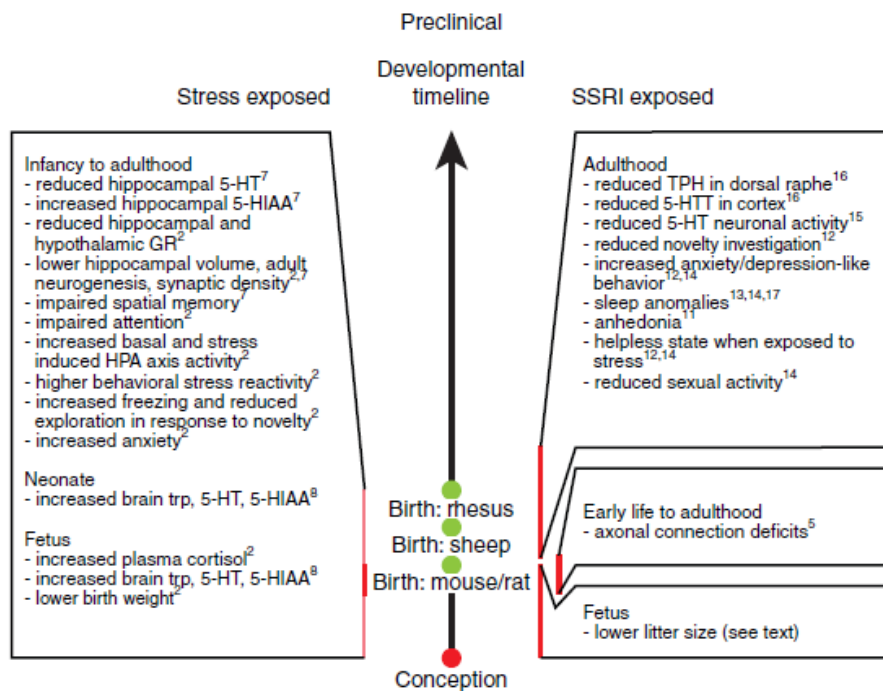 Preclinical
Developmental
timeline
Stress exposed
SSRI exposed
Infancy to adulthood
- reduced hippocampal 5-HT7
- increased hippocampal 5-HIAA7
- reduced hippocampal and
hypothalamic GR2
- lower hippocampal volume, adult
neurogenesis, synaptic density2,7
- impaired spatial memory7
- impaired attention2
- increased basal and stress
induced HPA axis activity2
- higher behavioral stress reactivity2
- increased freezing and reduced
exploration in response to novelty2
- increased anxiety2
Neonate
- increased brain trp, 5-HT, 5-HIAA8
Fetus
- increased plasma cortisol2
- increased brain trp, 5-HT, 5-HIAA8
- lower birth weight2
Birth: rhesus
Birth: sheep
Birth: mouse/rat
Conception
Adulthood
- reduced TPH in dorsal raphe16
- reduced 5-HTT in cortex16
- reduced 5-HT neuronal activity15
- reduced novelty investigation12
- increased anxiety/depression-like
behavior12,14
- sleep anomalies13,14,17
- anhedonia11
- helpless state when exposed to
stress12,14
- reduced sexual activity14
Early life to adulthood
- axonal connection deficits5
Fetus
- lower litter size (see text)